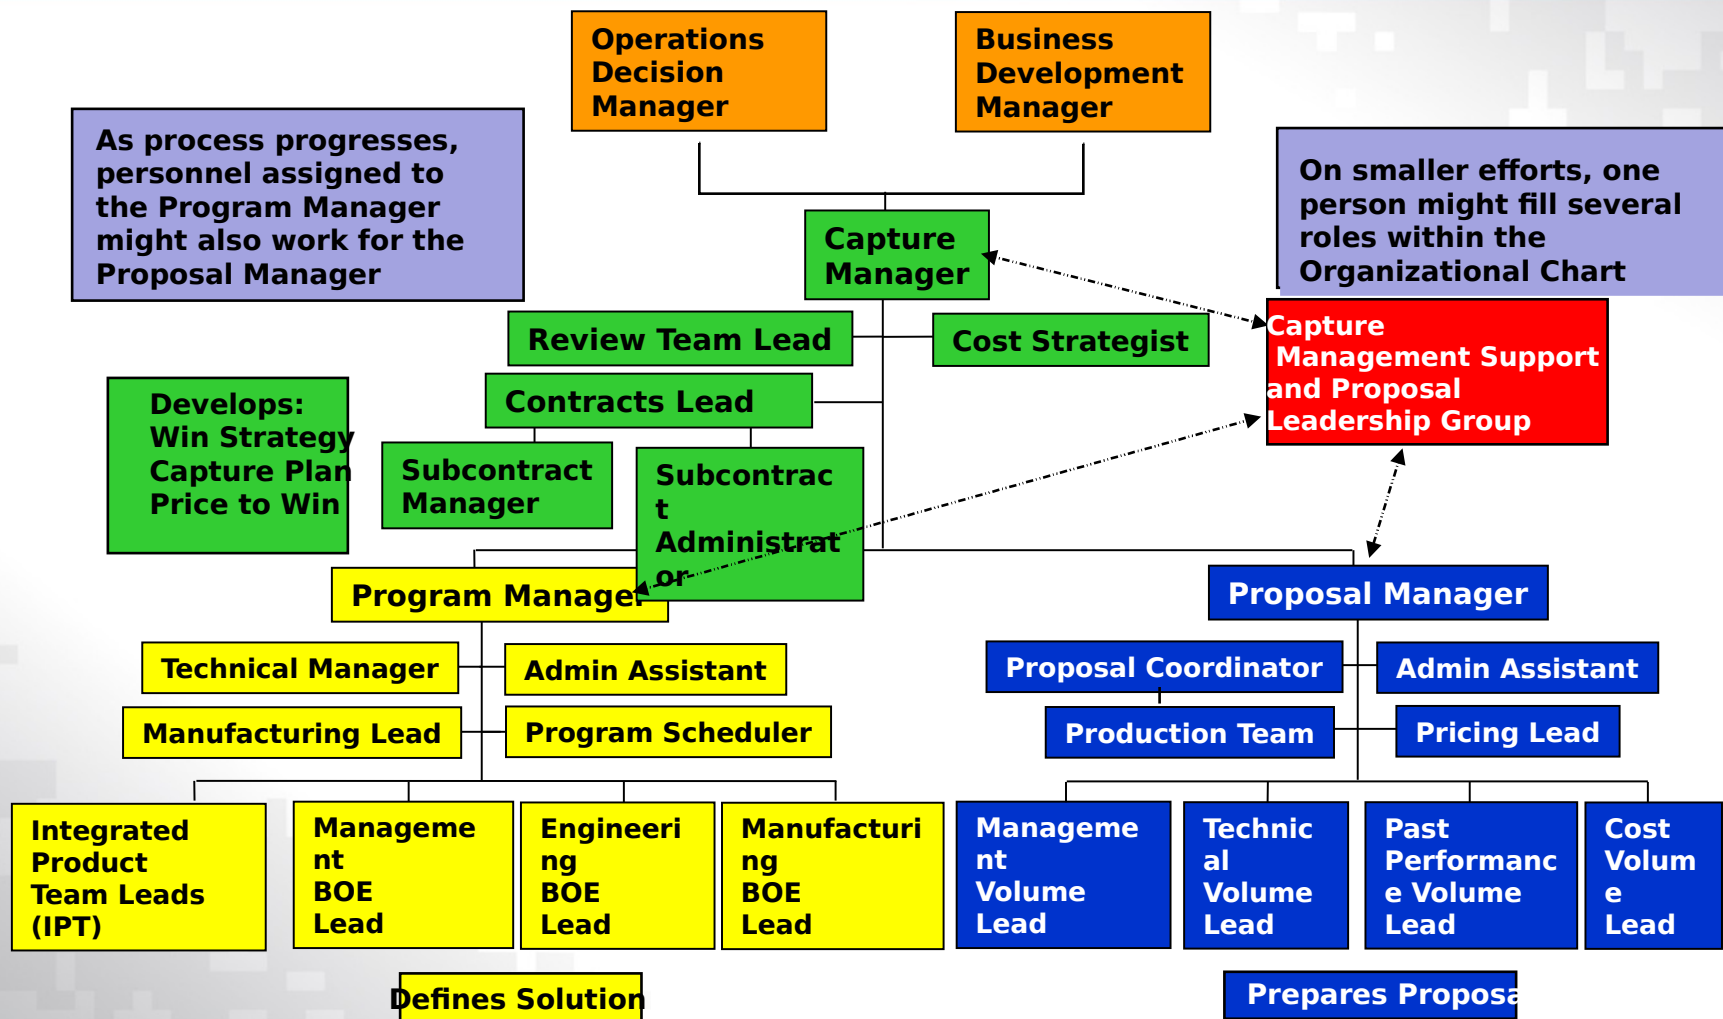 Operations
Decision
Manager
Business
Development
Manager
As process progresses,
personnel assigned to
the Program Manager
might also work for the
Proposal Manager
On smaller efforts, one
person might fill several
roles within the
Organizational Chart
Capture
Manager
Capture
Management Support
and Proposal
Leadership Group
Review Team Lead
Cost Strategist
Contracts Lead
Develops:
Win Strategy
Capture Plan
Price to Win
Subcontract
Manager
Subcontrac
t
Administrat
or
Program Manager
Proposal Manager
Technical Manager
Admin Assistant
Proposal Coordinator
Admin Assistant
Manufacturing Lead
Program Scheduler
Production Team
Pricing Lead
Integrated
Product
Team Leads
(IPT)
Manageme
nt
BOE
Lead
Engineeri
ng
BOE
Lead
Manufacturi
ng
BOE
Lead
Manageme
nt
Volume
Lead
Technic
al
Volume
Lead
Past
Performanc
e Volume
Lead
Cost
Volum
e
Lead
Defines Solution
Prepares Proposa